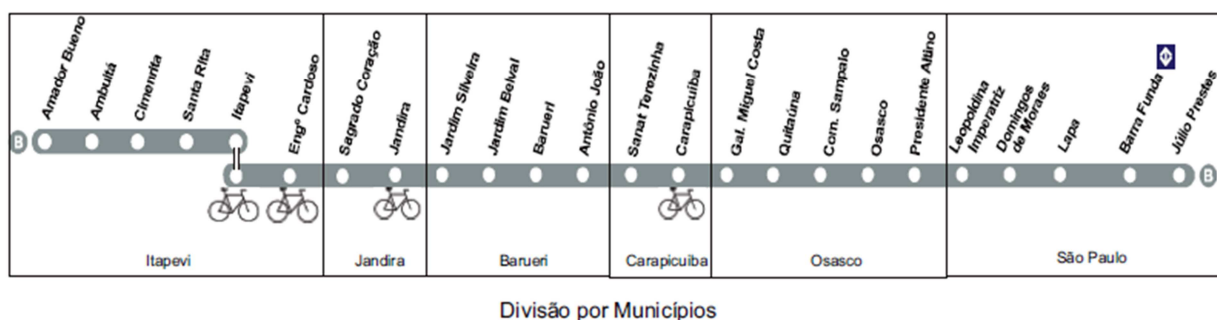 B
Amador Bueno
Ambuitá
Cimenrita
Santa Rita
Itapevi
Engº Cardoso
Sagrado Coração
Jandira
Jardim Silveira
Jardim Belval
Barueri
Antônio João
Sanat Terezinha
Carapicuiba
Gal. Miguel Costa
Quitaúna
Com. Sampaio
Osasco
Presidente Altino
Leopoldina
Imperatriz
Domingos
de Moraes
Lapa
Barra Funda
Júlio Prestes
B
Itapevi
Jandira
Barueri
Carapicuiba
Osasco
São Paulo
Divisão por Municípios